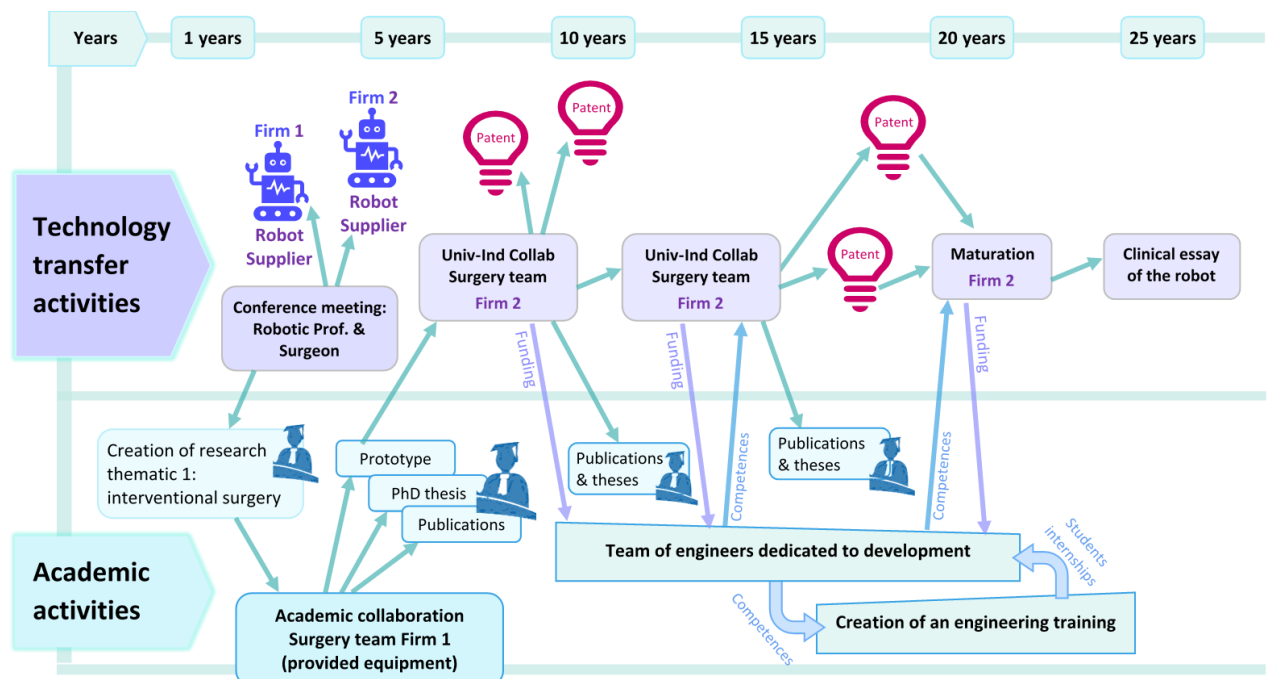 Years
1 years
5 years
10 years
15 years
20 years
25 years
Technology
transfer
activities
Firm 1
Robot
Supplier
Firm 2
Robot
Supplier
Conference meeting:
Robotic Prof. &
Surgeon
Patent
Patent
Univ-Ind Collab
Surgery team
Firm 2
Univ-Ind Collab
Surgery team
Firm 2
Patent
Patent
Maturation
Firm 2
Clinical essay
of the robot
Funding
Funding
Funding
Academic
activities
Creation of research
thematic 1:
interventional surgery
Prototype
PhD thesis
Publications
Publications
& theses
Publications
& theses
Competences
Competences
Academic collaboration
Surgery team Firm 1
(provided equipment)
Team of engineers dedicated to development
Competences
Students
internships
Creation of an engineering training